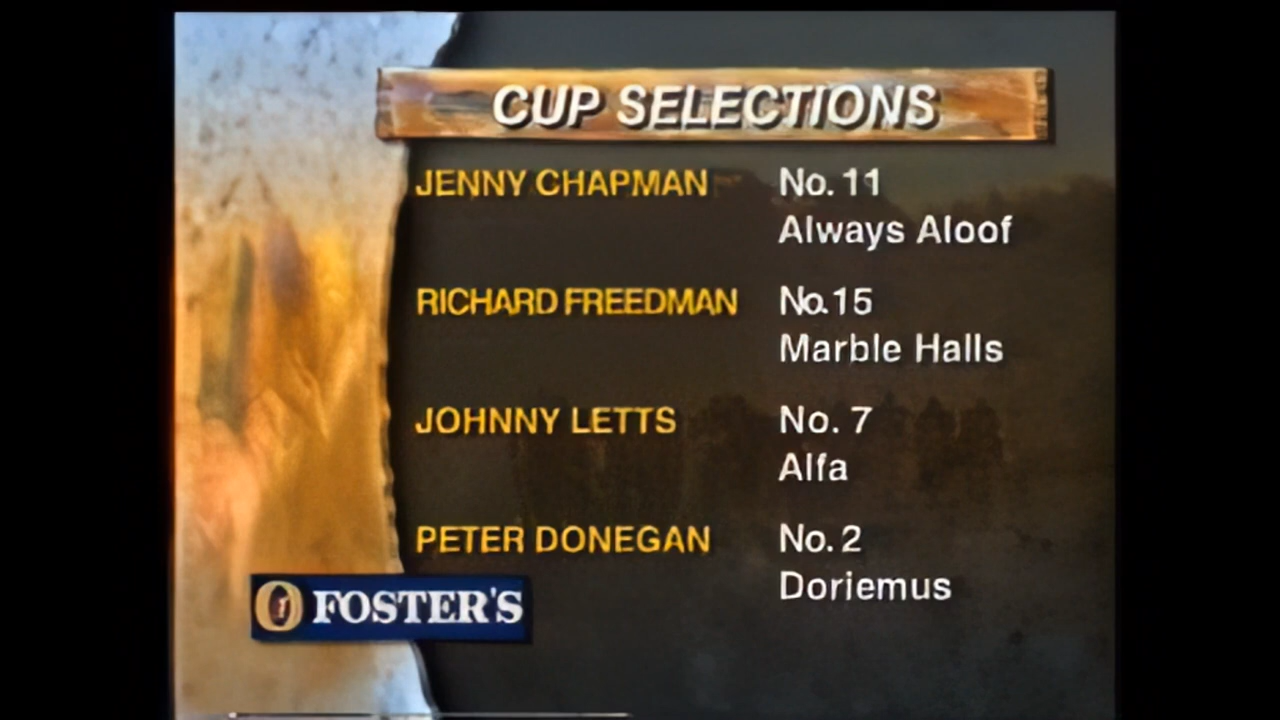 CUP SELECTIONS
JENNY CHAPMAN No. 11
Always Aloof
RICHARD FREEDMAN No.15
Marble Halls
JOHNNY LETTS No. 7
Alfa
PETER DONEGAN No. 2
Doriemus
FOSTER'S